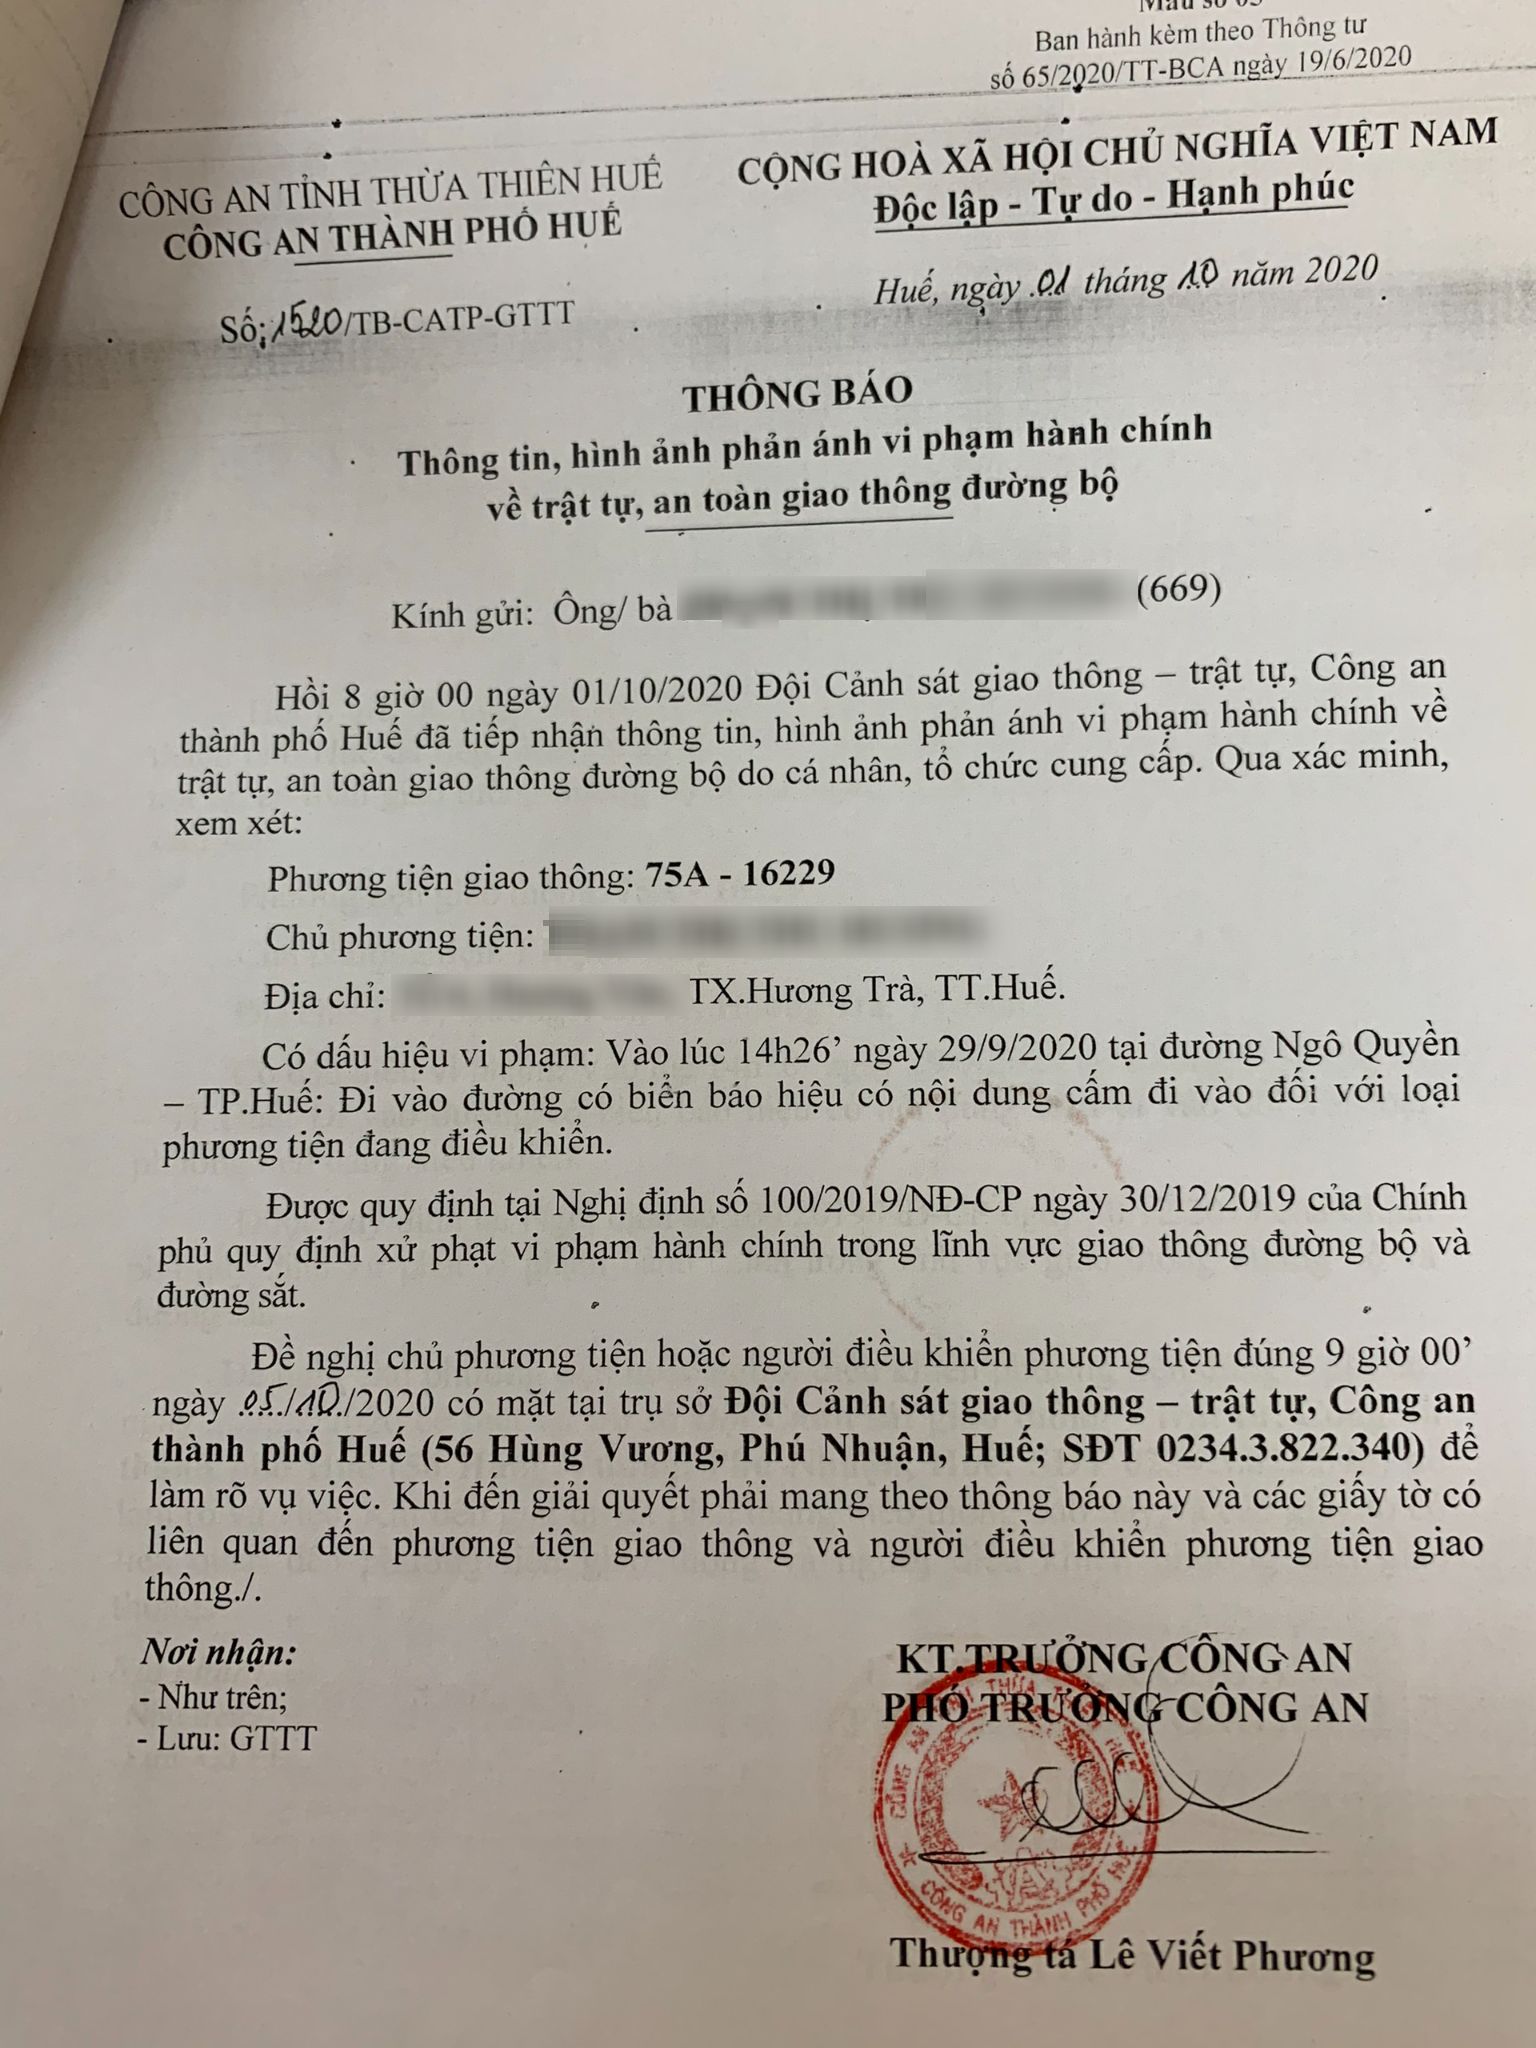 Mẫu số 03
Ban hành kèm theo Thông tư
số 65/2020/TT-BCA ngày 19/6/2020
CÔNG AN TỈNH THỪA THIÊN HUẾ
CÔNG AN THÀNH PHỐ HUẾ
CỘNG HOÀ XÃ HỘI CHỦ NGHĨA VIỆT NAM
Độc lập - Tự do - Hạnh phúc
Số: 1520/TB-CATP-GTTT
Huế, ngày 01 tháng 10 năm 2020
THÔNG BÁO
Thông tin, hình ảnh phản ánh vi phạm hành chính
về trật tự, an toàn giao thông đường bộ
Kính gửi: Ông/ bà (669)
Hồi 8 giờ 00 ngày 01/10/2020 Đội Cảnh sát giao thông – trật tự, Công an
thành phố Huế đã tiếp nhận thông tin, hình ảnh phản ánh vi phạm hành chính về
trật tự, an toàn giao thông đường bộ do cá nhân, tổ chức cung cấp. Qua xác minh,
xem xét:
Phương tiện giao thông: 75A - 16229
Chủ phương tiện:
Địa chỉ: TX.Hương Trà, TT.Huế.
Có dấu hiệu vi phạm: Vào lúc 14h26’ ngày 29/9/2020 tại đường Ngô Quyền
– TP.Huế: Đi vào đường có biển báo hiệu có nội dung cấm đi vào đối với loại
phương tiện đang điều khiển.
Được quy định tại Nghị định số 100/2019/NĐ-CP ngày 30/12/2019 của Chính
phủ quy định xử phạt vi phạm hành chính trong lĩnh vực giao thông đường bộ và
đường sắt.
Đề nghị chủ phương tiện hoặc người điều khiển phương tiện đúng 9 giờ 00’
ngày 05/10/2020 có mặt tại trụ sở Đội Cảnh sát giao thông – trật tự, Công an
thành phố Huế (56 Hùng Vương, Phú Nhuận, Huế; SĐT 0234.3.822.340) để
làm rõ vụ việc. Khi đến giải quyết phải mang theo thông báo này và các giấy tờ có
liên quan đến phương tiện giao thông và người điều khiển phương tiện giao
thông./.
Nơi nhận:
- Như trên;
- Lưu: GTTT
KT.TRƯỞNG CÔNG AN
PHÓ TRƯỞNG CÔNG AN
CÔNG AN TỈNH THỪA THIÊN HUẾ
CÔNG AN THÀNH PHỐ HUẾ
Thượng tá Lê Viết Phương